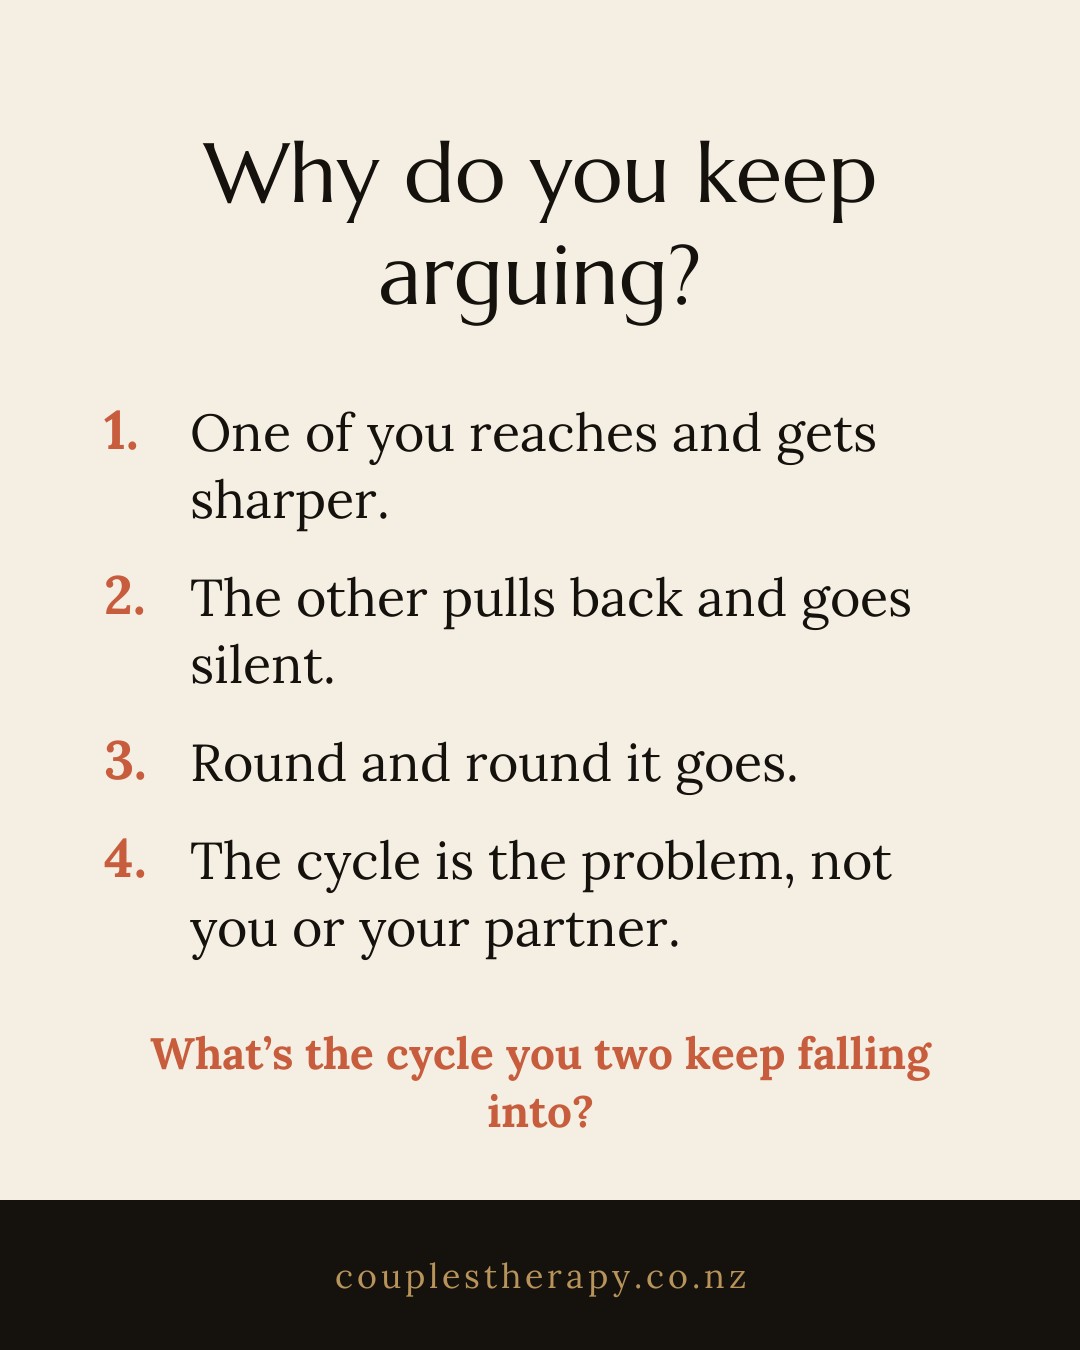 Why do you keep
arguing?
1. One of you reaches and gets
sharper.
2. The other pulls back and goes
silent.
3. Round and round it goes.
4. The cycle is the problem, not
you or your partner.
What’s the cycle you two keep falling
into?
couplestherapy.co.nz